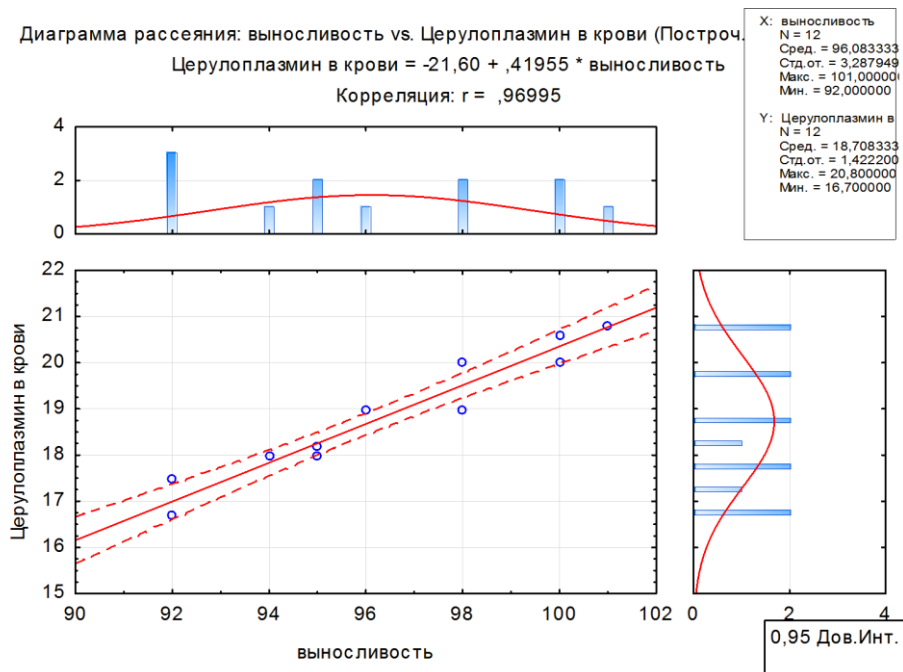 Диаграмма рассеяния: выносливость vs. Церулоплазмин в крови (Построч.
Церулоплазмин в крови = -21,60 + ,41955 * выносливость
Корреляция: r = ,96995
X: выносливость
N = 12
Сред. = 96,083333
Стд.от. = 3,287949
Макс. = 101,000000
Мин. = 92,000000
Y: Церулоплазмин в
N = 12
Сред. = 18,708333
Стд.от. = 1,422200
Макс. = 20,800000
Мин. = 16,700000
4
2
0
22
21
20
19
18
17
16
15
Церулоплазмин в крови
90 92 94 96 98 100 102
выносливость
0 2 4
0,95 Дов.Инт.